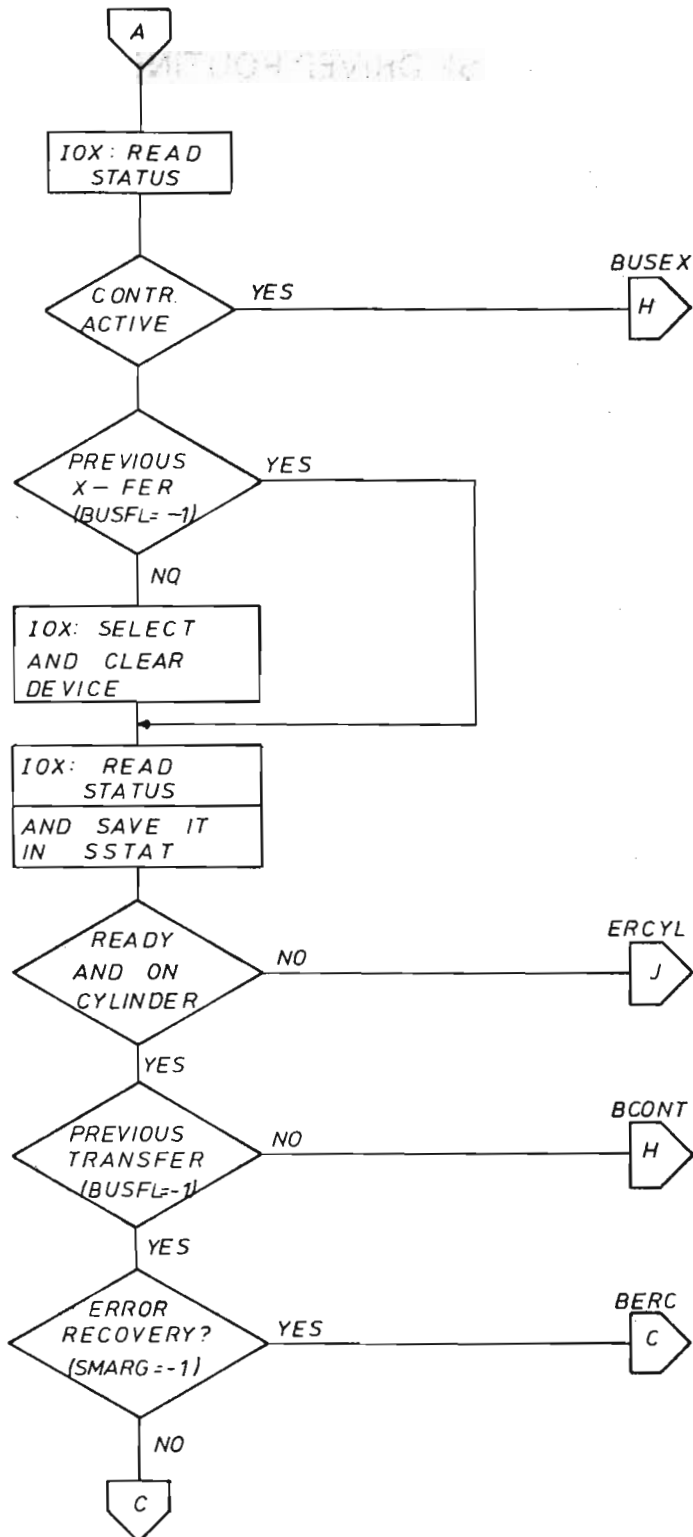 A
IOX: READ
STATUS
CONTR.
ACTIVE
YES
BUSEX
H
PREVIOUS
X-FER
(BUSFL= -1)
YES
NO
IOX: SELECT
AND CLEAR
DEVICE
IOX: READ
STATUS
AND SAVE IT
IN SSTAT
READY
AND ON
CYLINDER
NO
ERCYL
J
YES
PREVIOUS
TRANSFER
(BUSFL=-1)
NO
BCONT
H
YES
ERROR
RECOVERY?
(SMARG=-1)
YES
BERC
C
NO
C